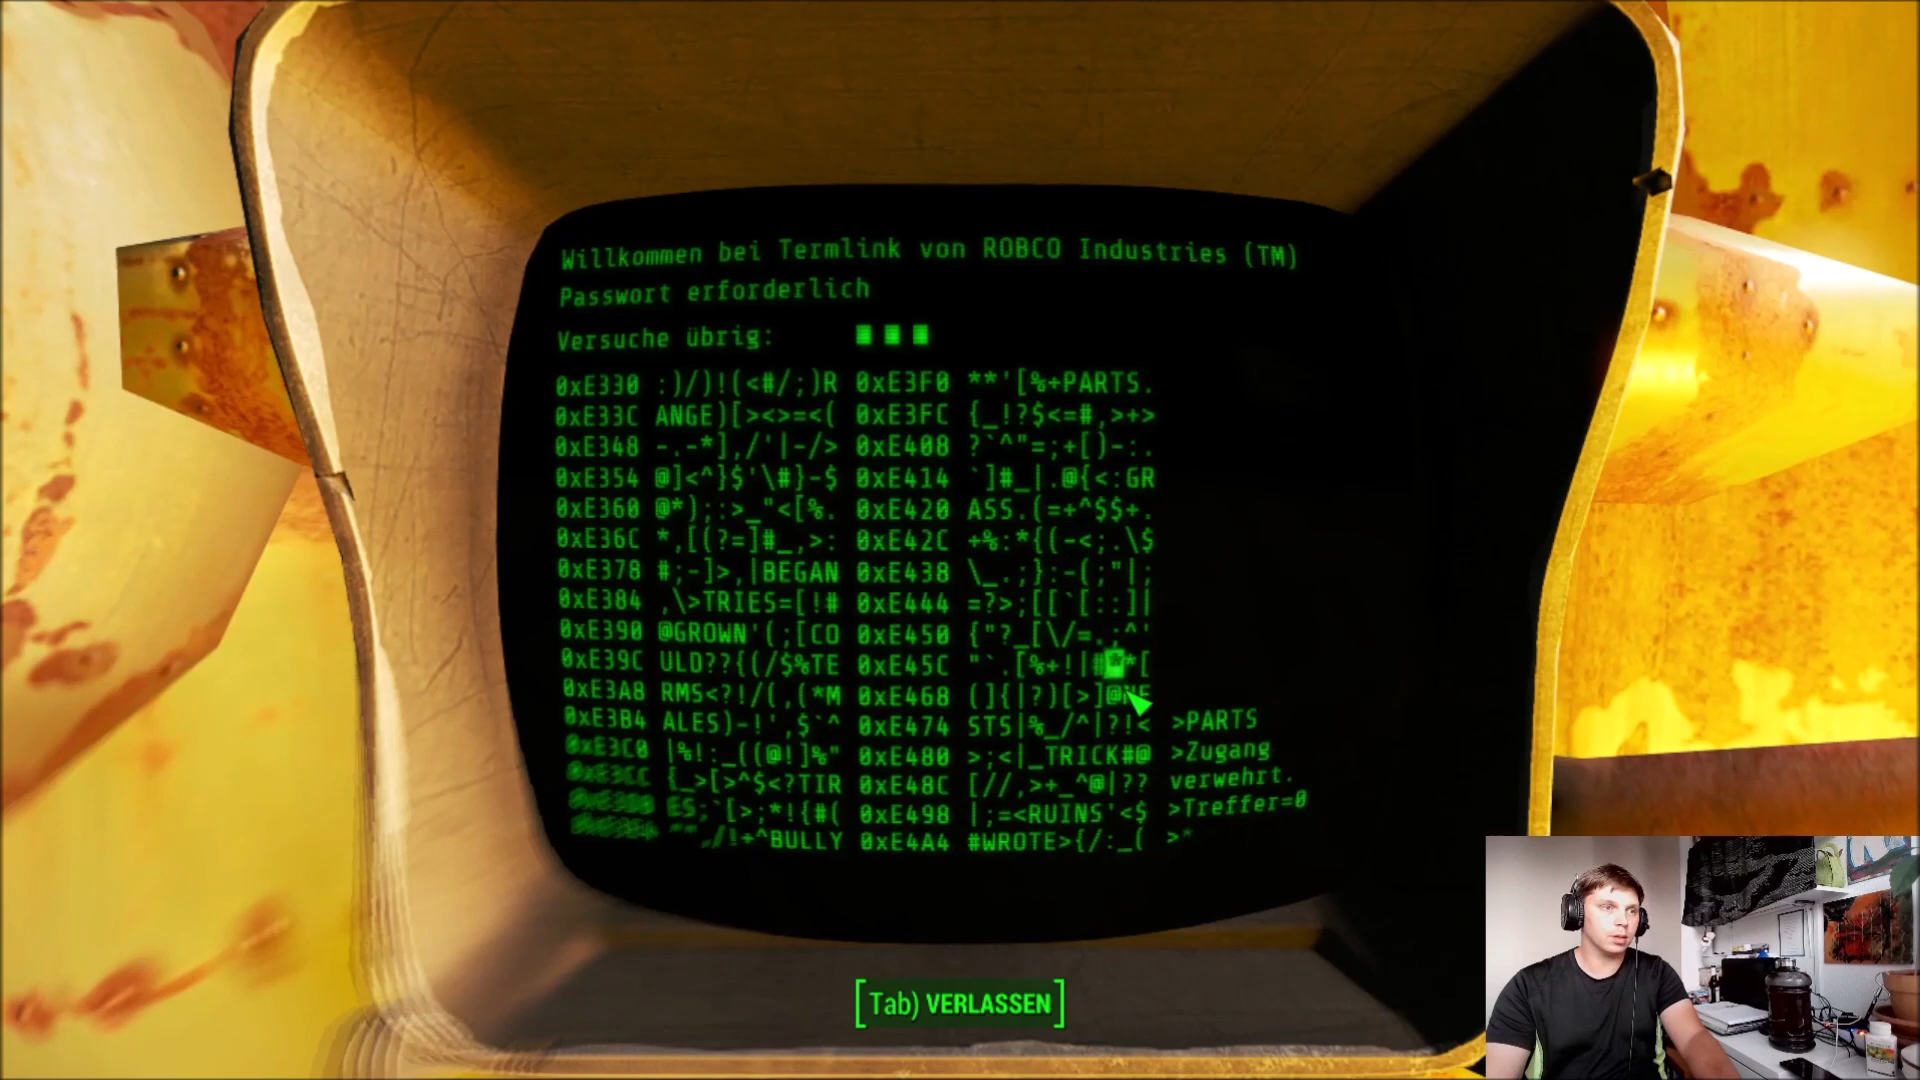 Willkommen bei Termlink von ROBCO Industries (TM)
Passwort erforderlich
Versuche übrig:
0xE330 :)/)!(<#/;)R 0xE3F0 **'[%+PARTS.
0xE33C ANGE)[><>=<( 0xE3FC {_!?$<=#,>+>
0xE348 -.-*],/'|-/> 0xE408 ?`^"=;+[)-:.
0xE354 @]<^}$'\#}-$ 0xE414 `]#_|.@{<:GR
0xE360 @*);:>_"<[%. 0xE420 ASS.(=+^$$+.
0xE36C *,[(?=]#_,>: 0xE42C +%:*{(-<;.\$
0xE378 #;-]>,|BEGAN 0xE438 \_.;}:-(;"|;
0xE384 ,\>TRIES=[!# 0xE444 =?>;[[`[::]|
0xE390 @GROWN'(;[CO 0xE450 {"?_[\/=.;^'
0xE39C ULD??{(/$%TE 0xE45C "`.[%+!|#**[
0xE3A8 RMS<?!/(,(*M 0xE468 (]{|?)[>]@NE
0xE3B4 ALES)-!',$`^ 0xE474 STS|%_/^|?!< >PARTS
0xE3C0 |%!:_((@!]%" 0xE480 >;<|_TRICK#@ >Zugang
0xE3CC {_>[>^$<?TIR 0xE48C [//,>+_^@|?? verwehrt.
ES;`[>;*!{#( 0xE498 |;=<RUINS'<$ >Treffer=0
/!+^BULLY 0xE4A4 #WROTE>{/:_( >*
[Tab) VERLASSEN]